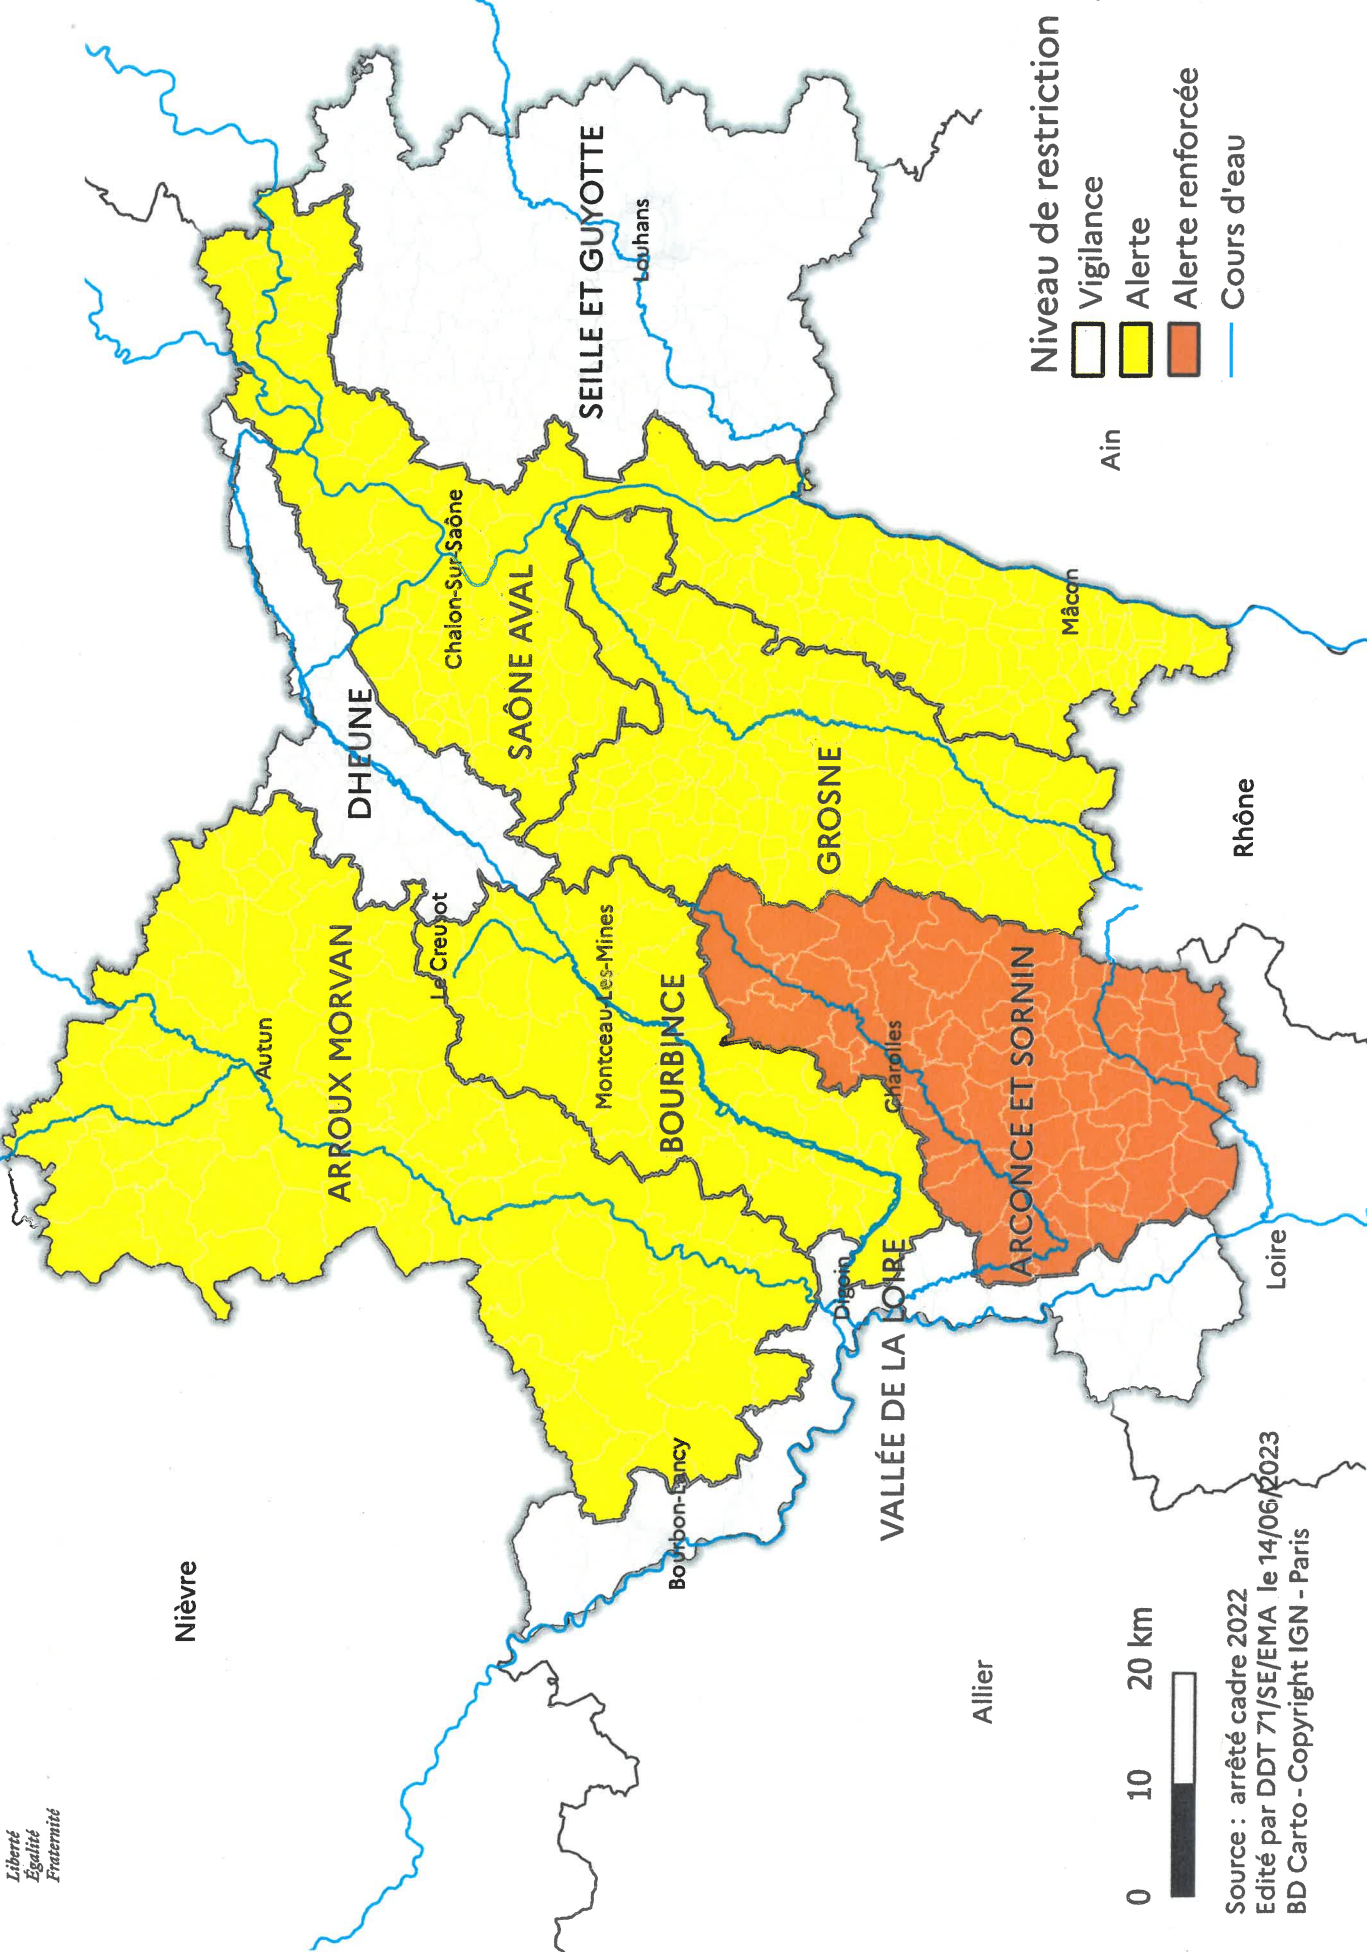 Liberté
Égalité
Fraternité
Nièvre
Autun
ARROUX MORVAN
DHEUNE
Le Creusot
Chalon-Sur-Saône
SAÔNE AVAL
SEILLE ET GUYOTTE
Louhans
Montceau-Les-Mines
BOURBINCE
Bourbon-Lancy
Digoin
VALLÉE DE LA LOIRE
Charolles
GROSNE
ARCONCE ET SORNIN
Mâcon
Allier
Loire
Rhône
Ain
Niveau de restriction
Vigilance
Alerte
Alerte renforcée
Cours d'eau
0 10 20 km
Source : arrêté cadre 2022
Edité par DDT 71/SE/EMA le 14/06/2023
BD Carto - Copyright IGN - Paris